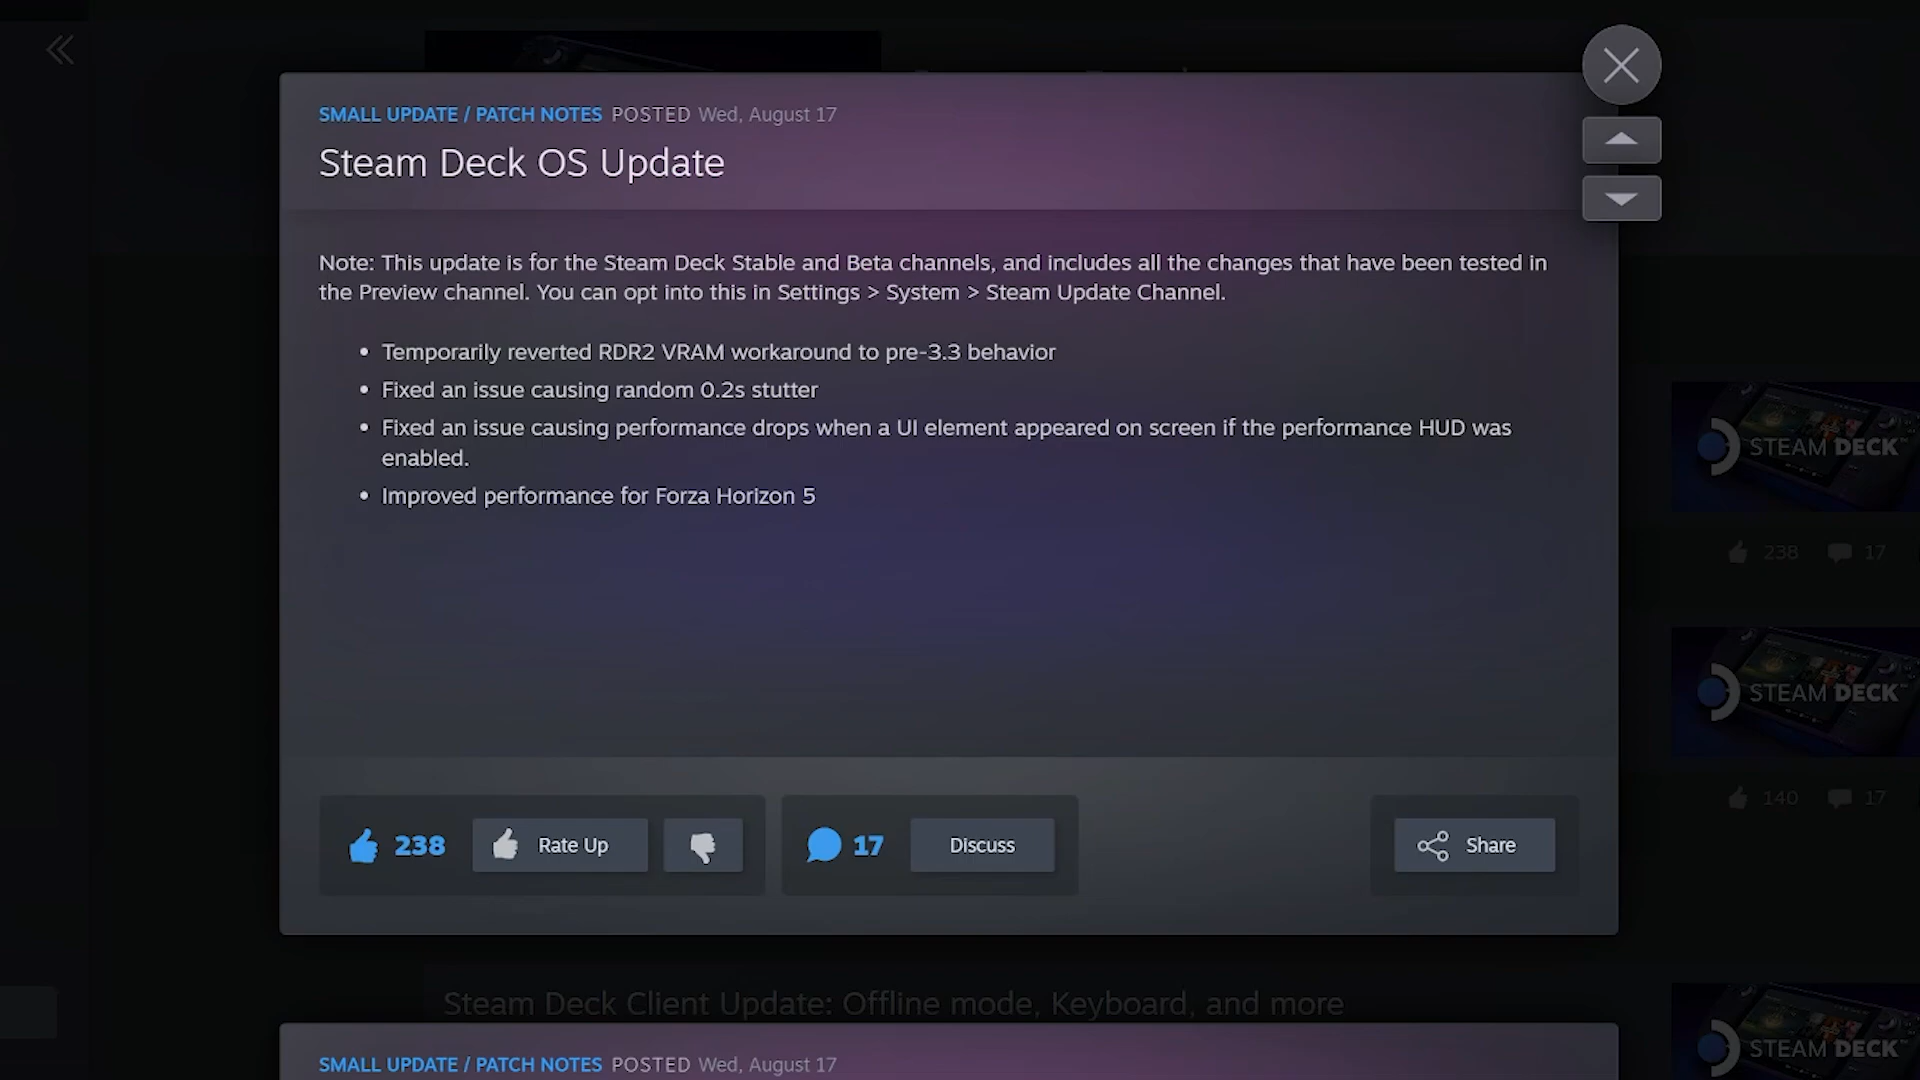 SMALL UPDATE / PATCH NOTES POSTED Wed, August 17
Steam Deck OS Update
Note: This update is for the Steam Deck Stable and Beta channels, and includes all the changes that have been tested in
the Preview channel. You can opt into this in Settings > System > Steam Update Channel.
• Temporarily reverted RDR2 VRAM workaround to pre-3.3 behavior
• Fixed an issue causing random 0.2s stutter
• Fixed an issue causing performance drops when a UI element appeared on screen if the performance HUD was
enabled.
• Improved performance for Forza Horizon 5
238 Rate Up
17 Discuss
Share
STEAM DECK™
238 17
STEAM DECK™
140 17
Steam Deck Client Update: Offline mode, Keyboard, and more
STEAM DECK™
SMALL UPDATE / PATCH NOTES POSTED Wed, August 17